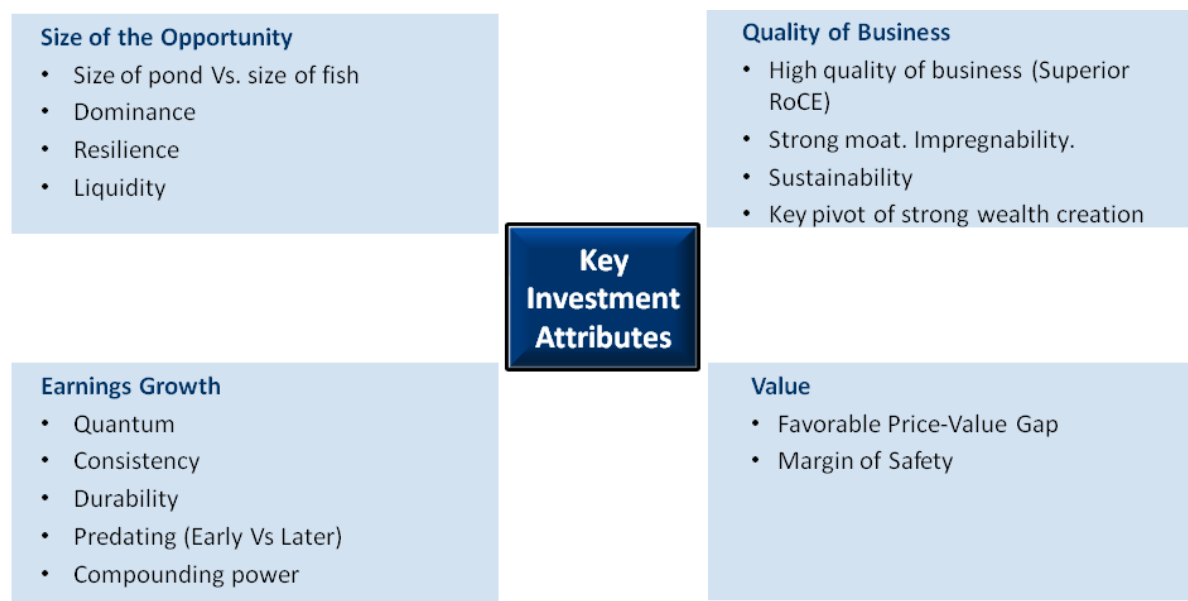 Size of the Opportunity
• Size of pond Vs. size of fish
• Dominance
• Resilience
• Liquidity
Quality of Business
• High quality of business (Superior
RoCE)
• Strong moat. Impregnability.
• Sustainability
• Key pivot of strong wealth creation
Key
Investment
Attributes
Earnings Growth
• Quantum
• Consistency
• Durability
• Predating (Early Vs Later)
• Compounding power
Value
• Favorable Price-Value Gap
• Margin of Safety